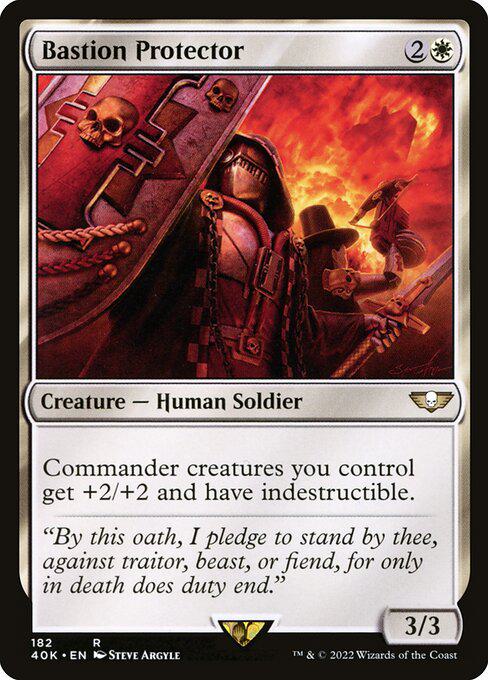 Bastion Protector 2
Creature — Human Soldier
Commander creatures you control
get +2/+2 and have indestructible.
“By this oath, I pledge to stand by thee,
against traitor, beast, or fiend, for only
in death does duty end.”
3/3
182 R
40K • EN Steve Argyle
™ & © 2022 Wizards of the Coast